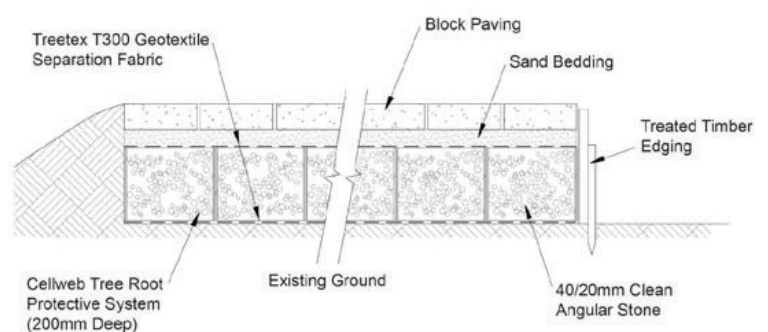 Treetex T300 Geotextile
Separation Fabric
Block Paving
Sand Bedding
Treated Timber
Edging
Cellweb Tree Root
Protective System
(200mm Deep)
Existing Ground
40/20mm Clean
Angular Stone